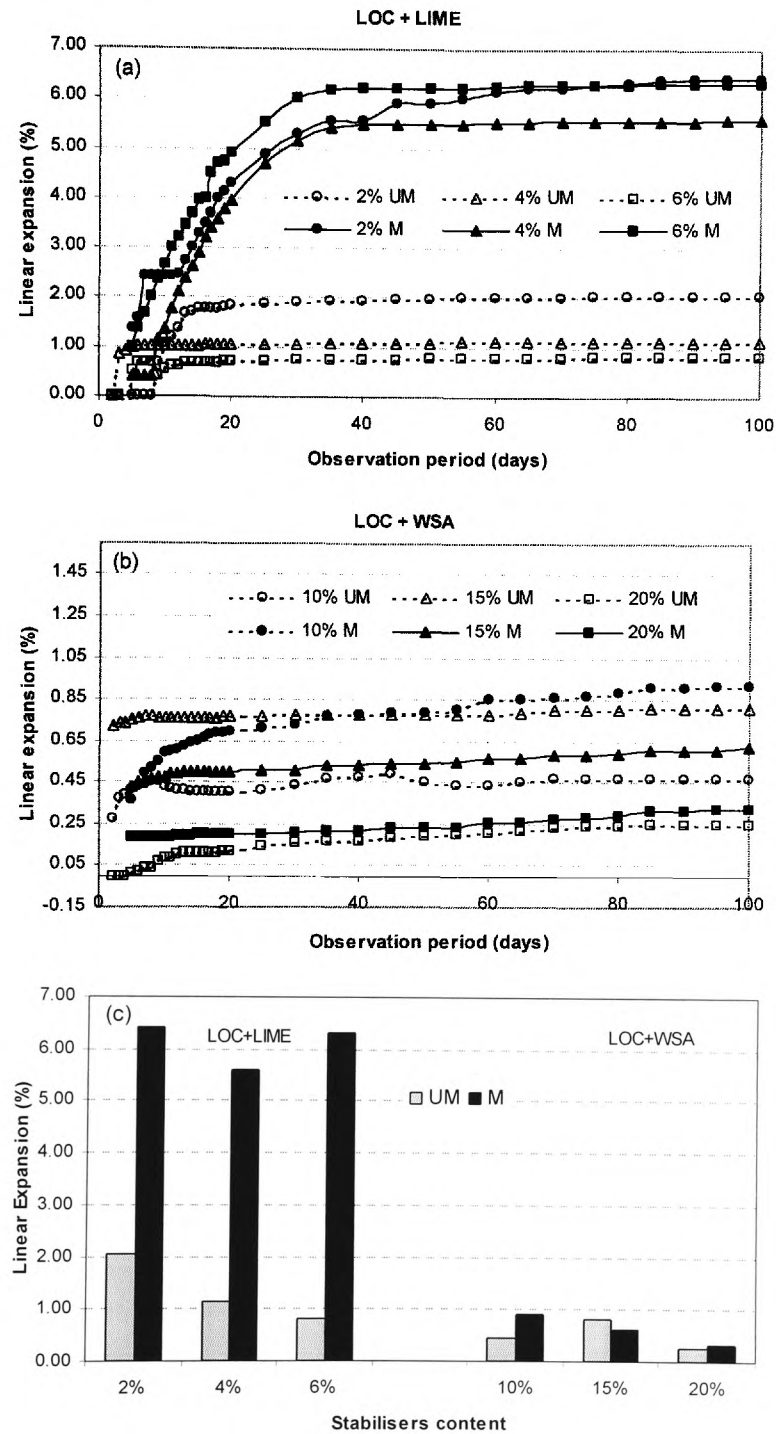 LOC + LIME
(a)
7.00
6.00
5.00
4.00
3.00
2.00
1.00
0.00
Linear expansion (%)
2% UM 4% UM 6% UM
2% M 4% M 6% M
0 20 40 60 80 100
Observation period (days)
LOC + WSA
(b)
1.45
1.25
1.05
0.85
0.65
0.45
0.25
0.05
-0.15
Linear expansion (%)
10% UM 15% UM 20% UM
10% M 15% M 20% M
0 20 40 60 80 100
Observation period (days)
(c)
7.00
6.00
5.00
4.00
3.00
2.00
1.00
0.00
Linear Expansion (%)
LOC+LIME LOC+WSA
UM M
2% 4% 6% 10% 15% 20%
Stabilisers content